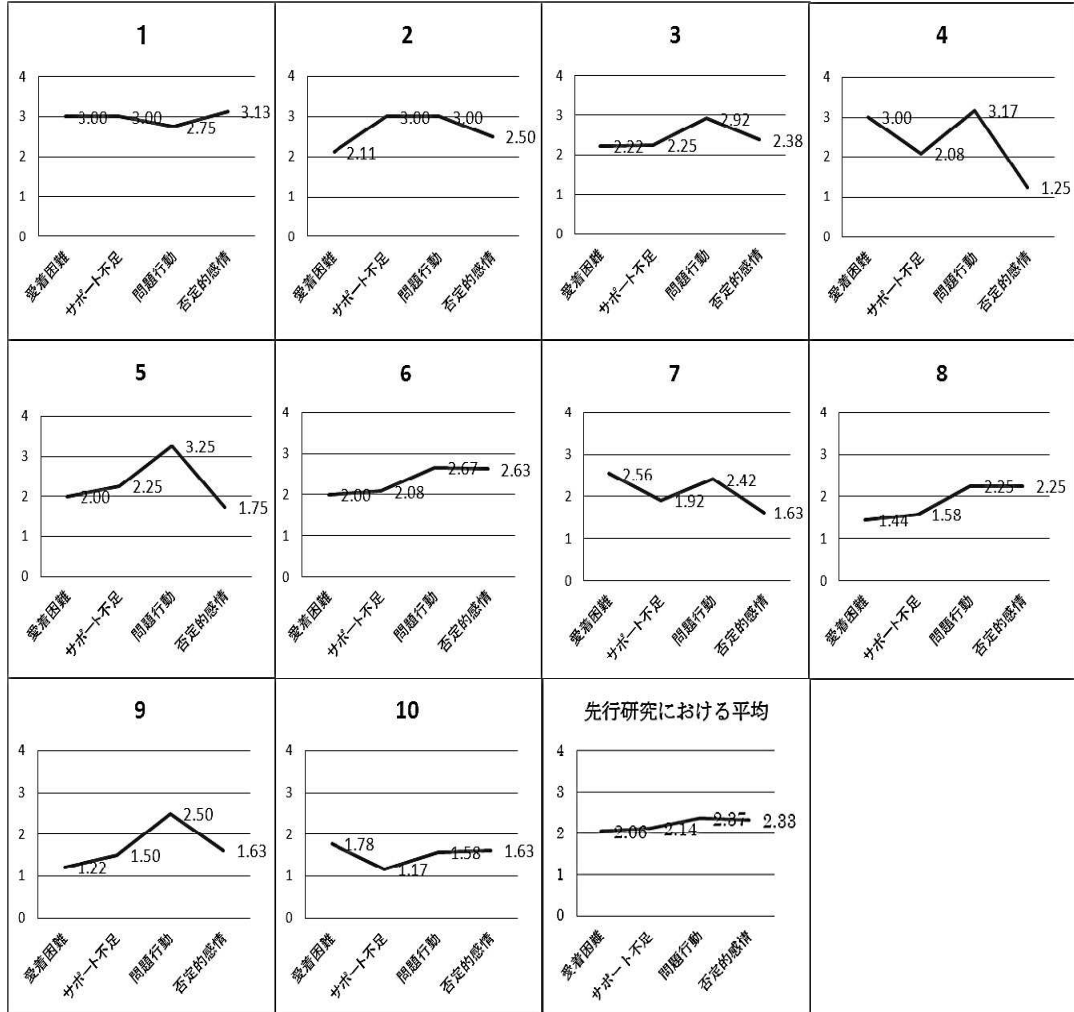 1
4
3
2
1
0
3.00
3.00
2.75
3.13
愛着困難
サポート不足
問題行動
否定的感情
2
4
3
2
1
0
2.11
3.00
3.00
2.50
愛着困難
サポート不足
問題行動
否定的感情
3
4
3
2
1
0
2.22
2.25
2.92
2.38
愛着困難
サポート不足
問題行動
否定的感情
4
4
3
2
1
0
3.00
2.08
3.17
1.25
愛着困難
サポート不足
問題行動
否定的感情
5
4
3
2
1
0
2.00
2.25
3.25
1.75
愛着困難
サポート不足
問題行動
否定的感情
6
4
3
2
1
0
2.00
2.08
2.67
2.63
愛着困難
サポート不足
問題行動
否定的感情
7
4
3
2
1
0
2.56
1.92
2.42
1.63
愛着困難
サポート不足
問題行動
否定的感情
8
4
3
2
1
0
1.44
1.58
2.25
2.25
愛着困難
サポート不足
問題行動
否定的感情
9
4
3
2
1
0
1.22
1.50
2.50
1.63
愛着困難
サポート不足
問題行動
否定的感情
10
4
3
2
1
0
1.78
1.17
1.58
1.63
愛着困難
サポート不足
問題行動
否定的感情
先行研究における平均
4
3
2
1
0
2.06
2.14
2.37
2.33
愛着困難
サポート不足
問題行動
否定的感情